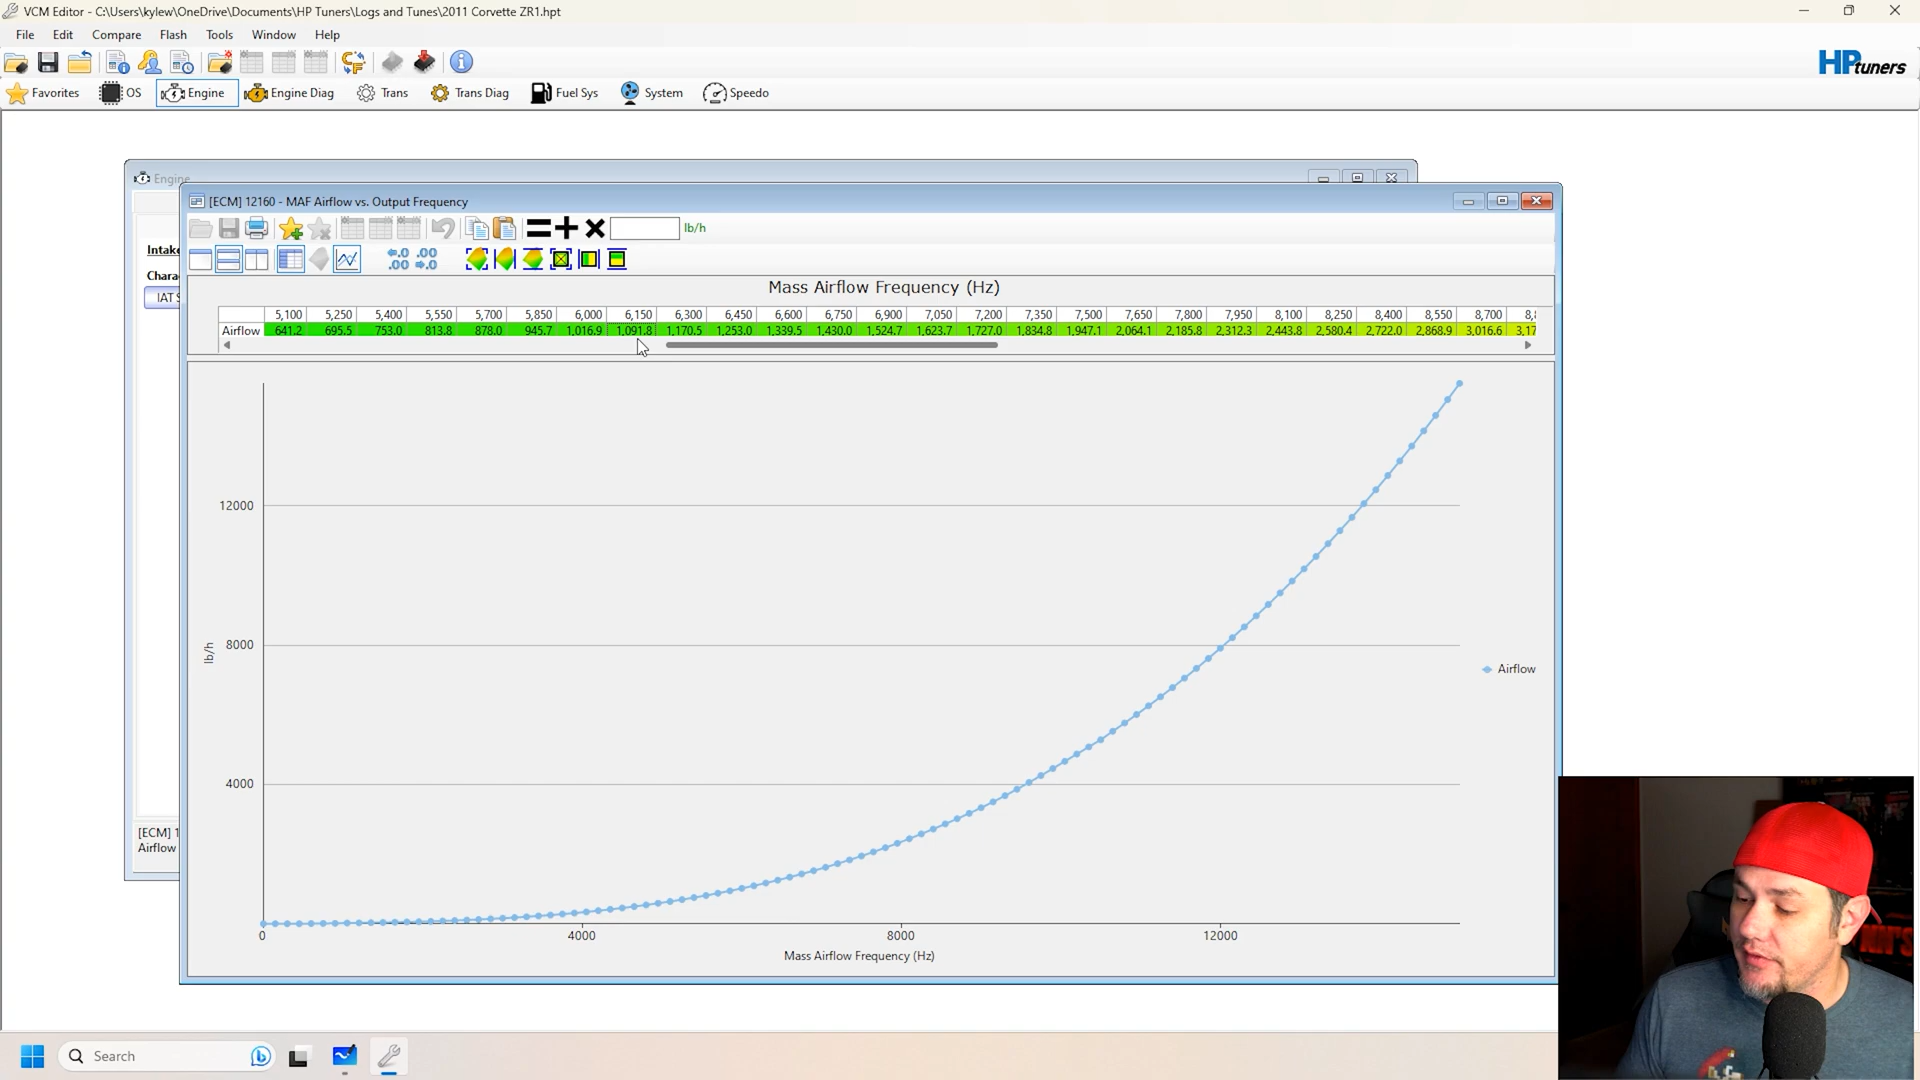 VCM Editor - C:\Users\kylew\OneDrive\Documents\HP Tuners\Logs and Tunes\2011 Corvette ZR1.hpt
File Edit Compare Flash Tools Window Help
HPtuners
Favorites OS Engine Engine Diag Trans Trans Diag Fuel Sys System Speedo
Engine
[ECM] 12160 - MAF Airflow vs. Output Frequency
lb/h
Intake
Charac
IAT S
Mass Airflow Frequency (Hz)
5,100 5,250 5,400 5,550 5,700 5,850 6,000 6,150 6,300 6,450 6,600 6,750 6,900 7,050 7,200 7,350 7,500 7,650 7,800 7,950 8,100 8,250 8,400 8,550 8,700 8,
Airflow 641.2 695.5 753.0 813.8 878.0 945.7 1,016.9 1,091.8 1,170.5 1,253.0 1,339.5 1,430.0 1,524.7 1,623.7 1,727.0 1,834.8 1,947.1 2,064.1 2,185.8 2,312.3 2,443.8 2,580.4 2,722.0 2,868.9 3,016.6 3,17
12000
8000
4000
lb/h
Airflow
0 4000 8000 12000
Mass Airflow Frequency (Hz)
[ECM] 1
Airflow
Search